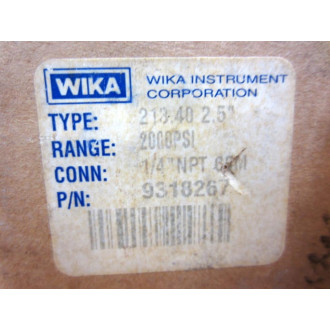 WIKA
WIKA INSTRUMENT
CORPORATION
TYPE: 213.40 2.5"
RANGE: 2000PSI
CONN: 1/4"NPT
P/N: 9318267